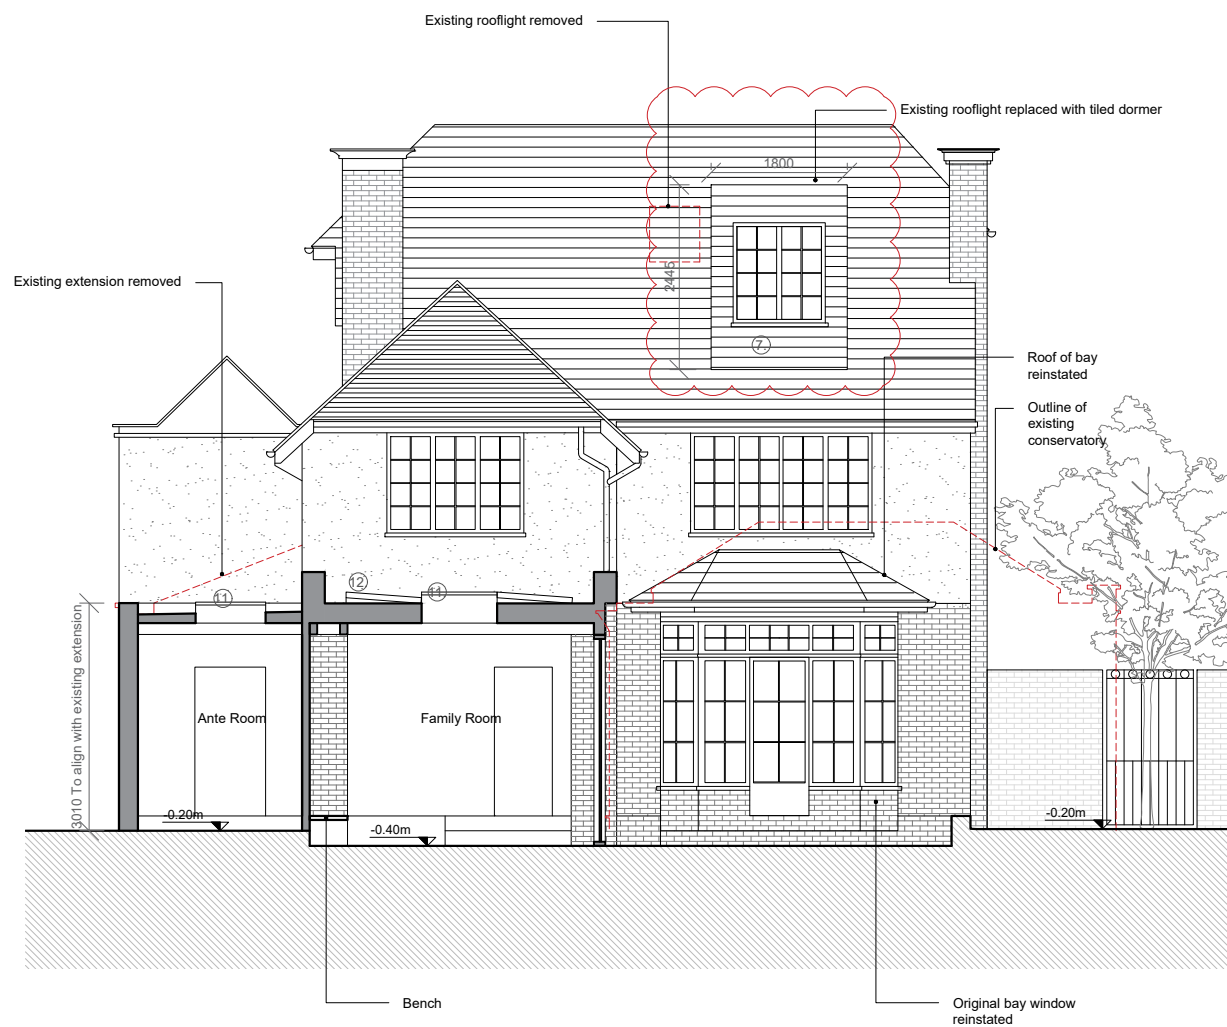 Existing rooflight removed
Existing rooflight replaced with tiled dormer
1800
2445
7.
Existing extension removed
Roof of bay
reinstated
Outline of
existing
conservatory
12
11.
11.
3010 To align with existing extension
Ante Room
Family Room
-0.20m
-0.40m
-0.20m
Bench
Original bay window
reinstated